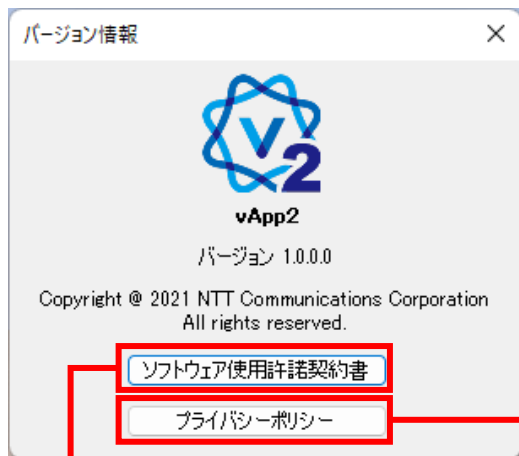 バージョン情報
v2
vApp2
バージョン 1.0.0.0
Copyright @ 2021 NTT Communications Corporation
All rights reserved.
ソフトウェア使用許諾契約書
プライバシーポリシー